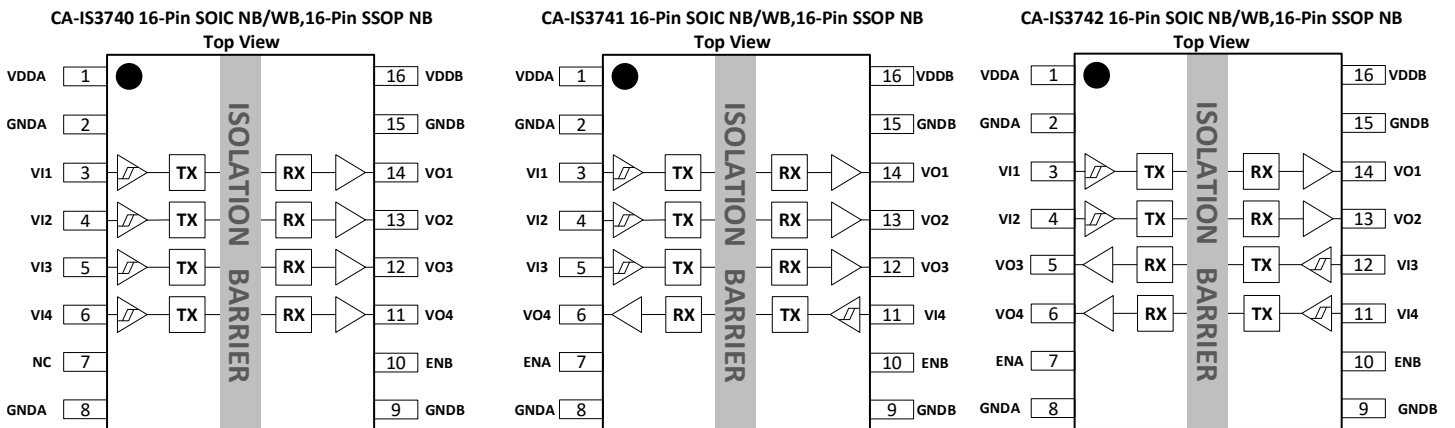 CA-IS3740 16-Pin SOIC NB/WB,16-Pin SSOP NB
Top View
VDDA 1 16 VDDB
GNDA 2 15 GNDB
VI1 3 TX RX 14 VO1
VI2 4 TX RX 13 VO2
VI3 5 TX RX 12 VO3
VI4 6 TX RX 11 VO4
NC 7 10 ENB
GNDA 8 9 GNDB
ISOLATION BARRIER
CA-IS3741 16-Pin SOIC NB/WB,16-Pin SSOP NB
Top View
VDDA 1 16 VDDB
GNDA 2 15 GNDB
VI1 3 TX RX 14 VO1
VI2 4 TX RX 13 VO2
VI3 5 TX RX 12 VO3
VO4 6 RX TX 11 VI4
ENA 7 10 ENB
GNDA 8 9 GNDB
ISOLATION BARRIER
CA-IS3742 16-Pin SOIC NB/WB,16-Pin SSOP NB
Top View
VDDA 1 16 VDDB
GNDA 2 15 GNDB
VI1 3 TX RX 14 VO1
VI2 4 TX RX 13 VO2
VO3 5 RX TX 12 VI3
VO4 6 RX TX 11 VI4
ENA 7 10 ENB
GNDA 8 9 GNDB
ISOLATION BARRIER